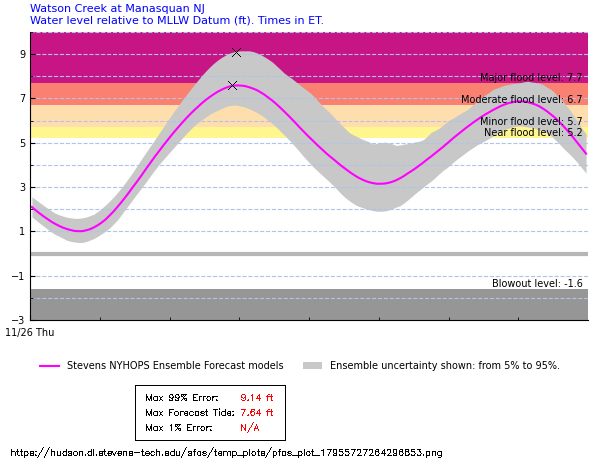 Watson Creek at Manasquan NJ
Water level relative to MLLW Datum (ft). Times in ET.
9
Major flood level: 7.7
7
Moderate flood level: 6.7
Minor flood level: 5.7
Near flood level: 5.2
5
3
1
−1
Blowout level: -1.6
−3
11/26 Thu
Stevens NYHOPS Ensemble Forecast models
Ensemble uncertainty shown: from 5% to 95%.
Max 99% Error: 9.14 ft
Max Forecast Tide: 7.64 ft
Max 1% Error: N/A
https://hudson.dl.stevens-tech.edu/sfas/temp_plots/pfas_plot_17955727264296853.png